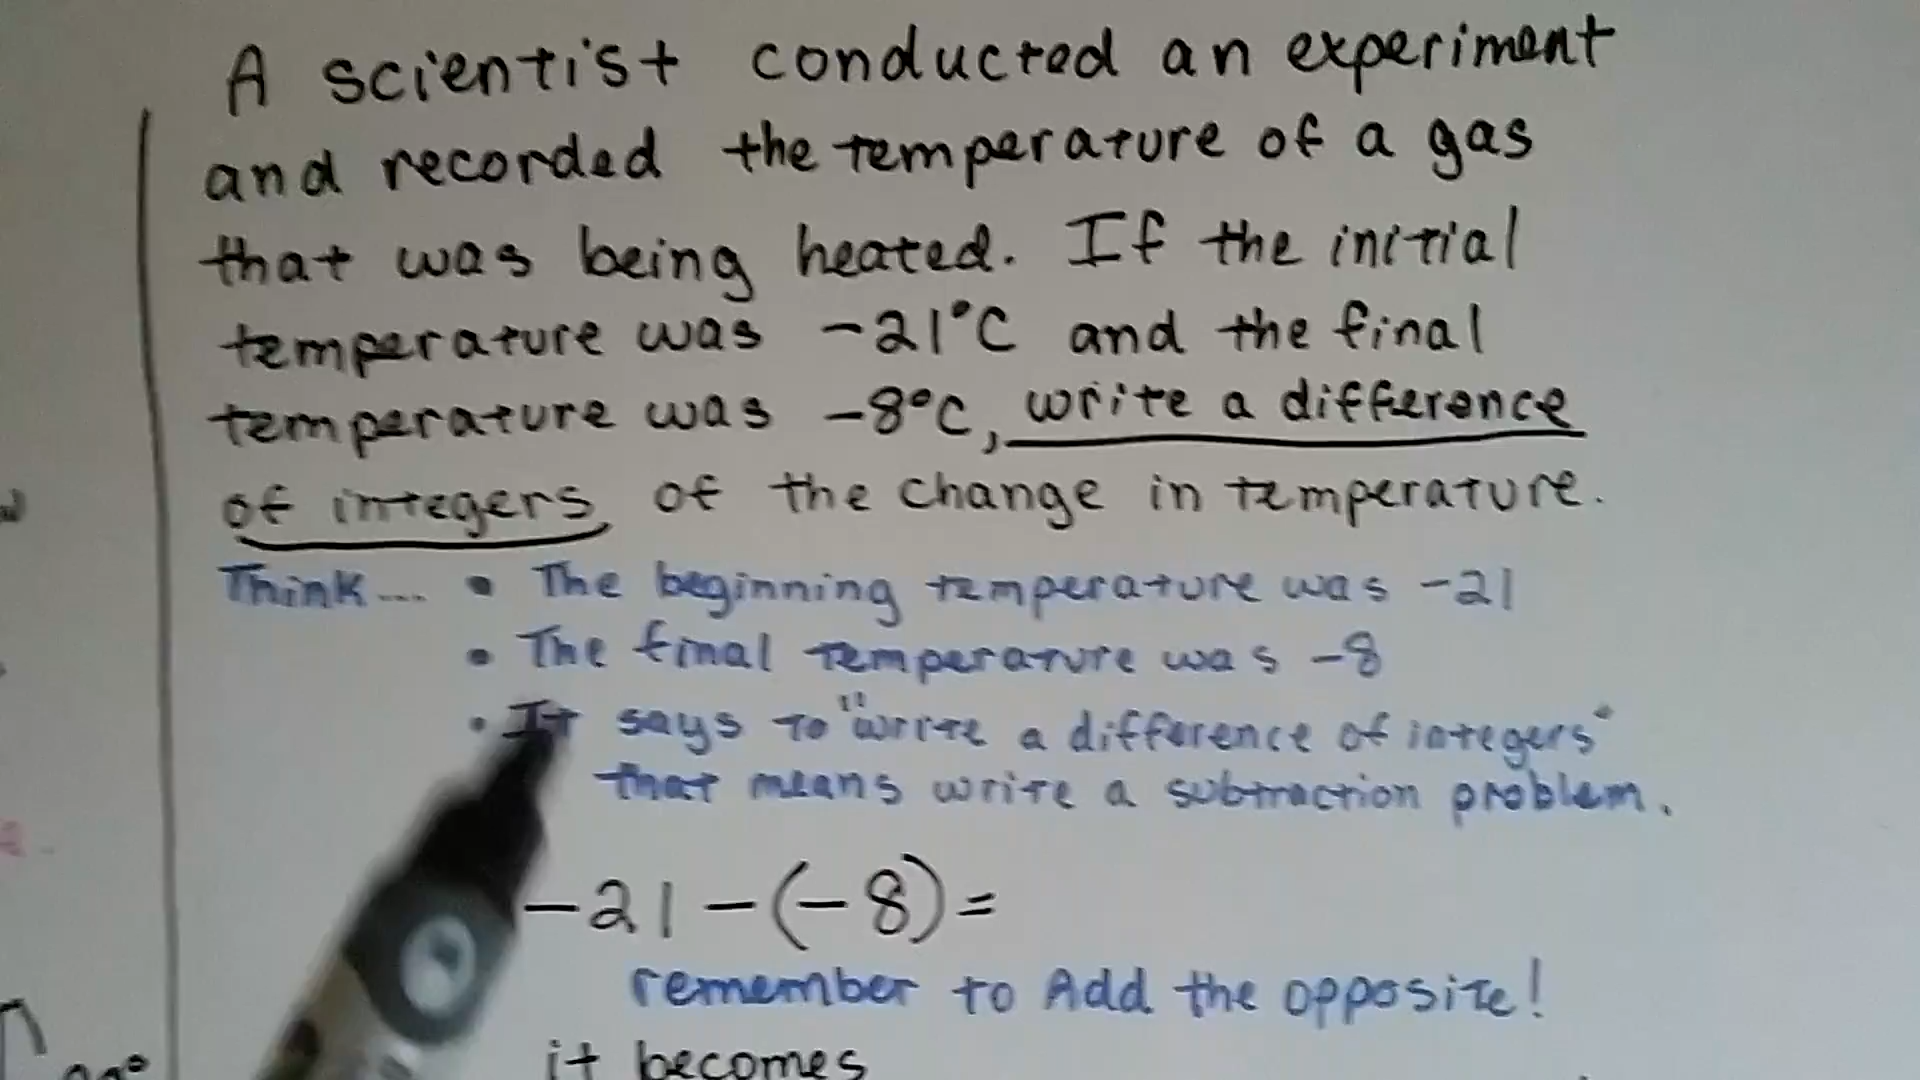 A scientist conducted an experiment
and recorded the temperature of a gas
that was being heated. If the initial
temperature was -21°C and the final
temperature was -8°C, write a difference
of integers of the change in temperature.
Think... • The beginning temperature was -21
• The final temperature was -8
• It says to "write a difference of integers"
that means write a subtraction problem.
-21-(-8)=
remember to Add the opposite!
it becomes